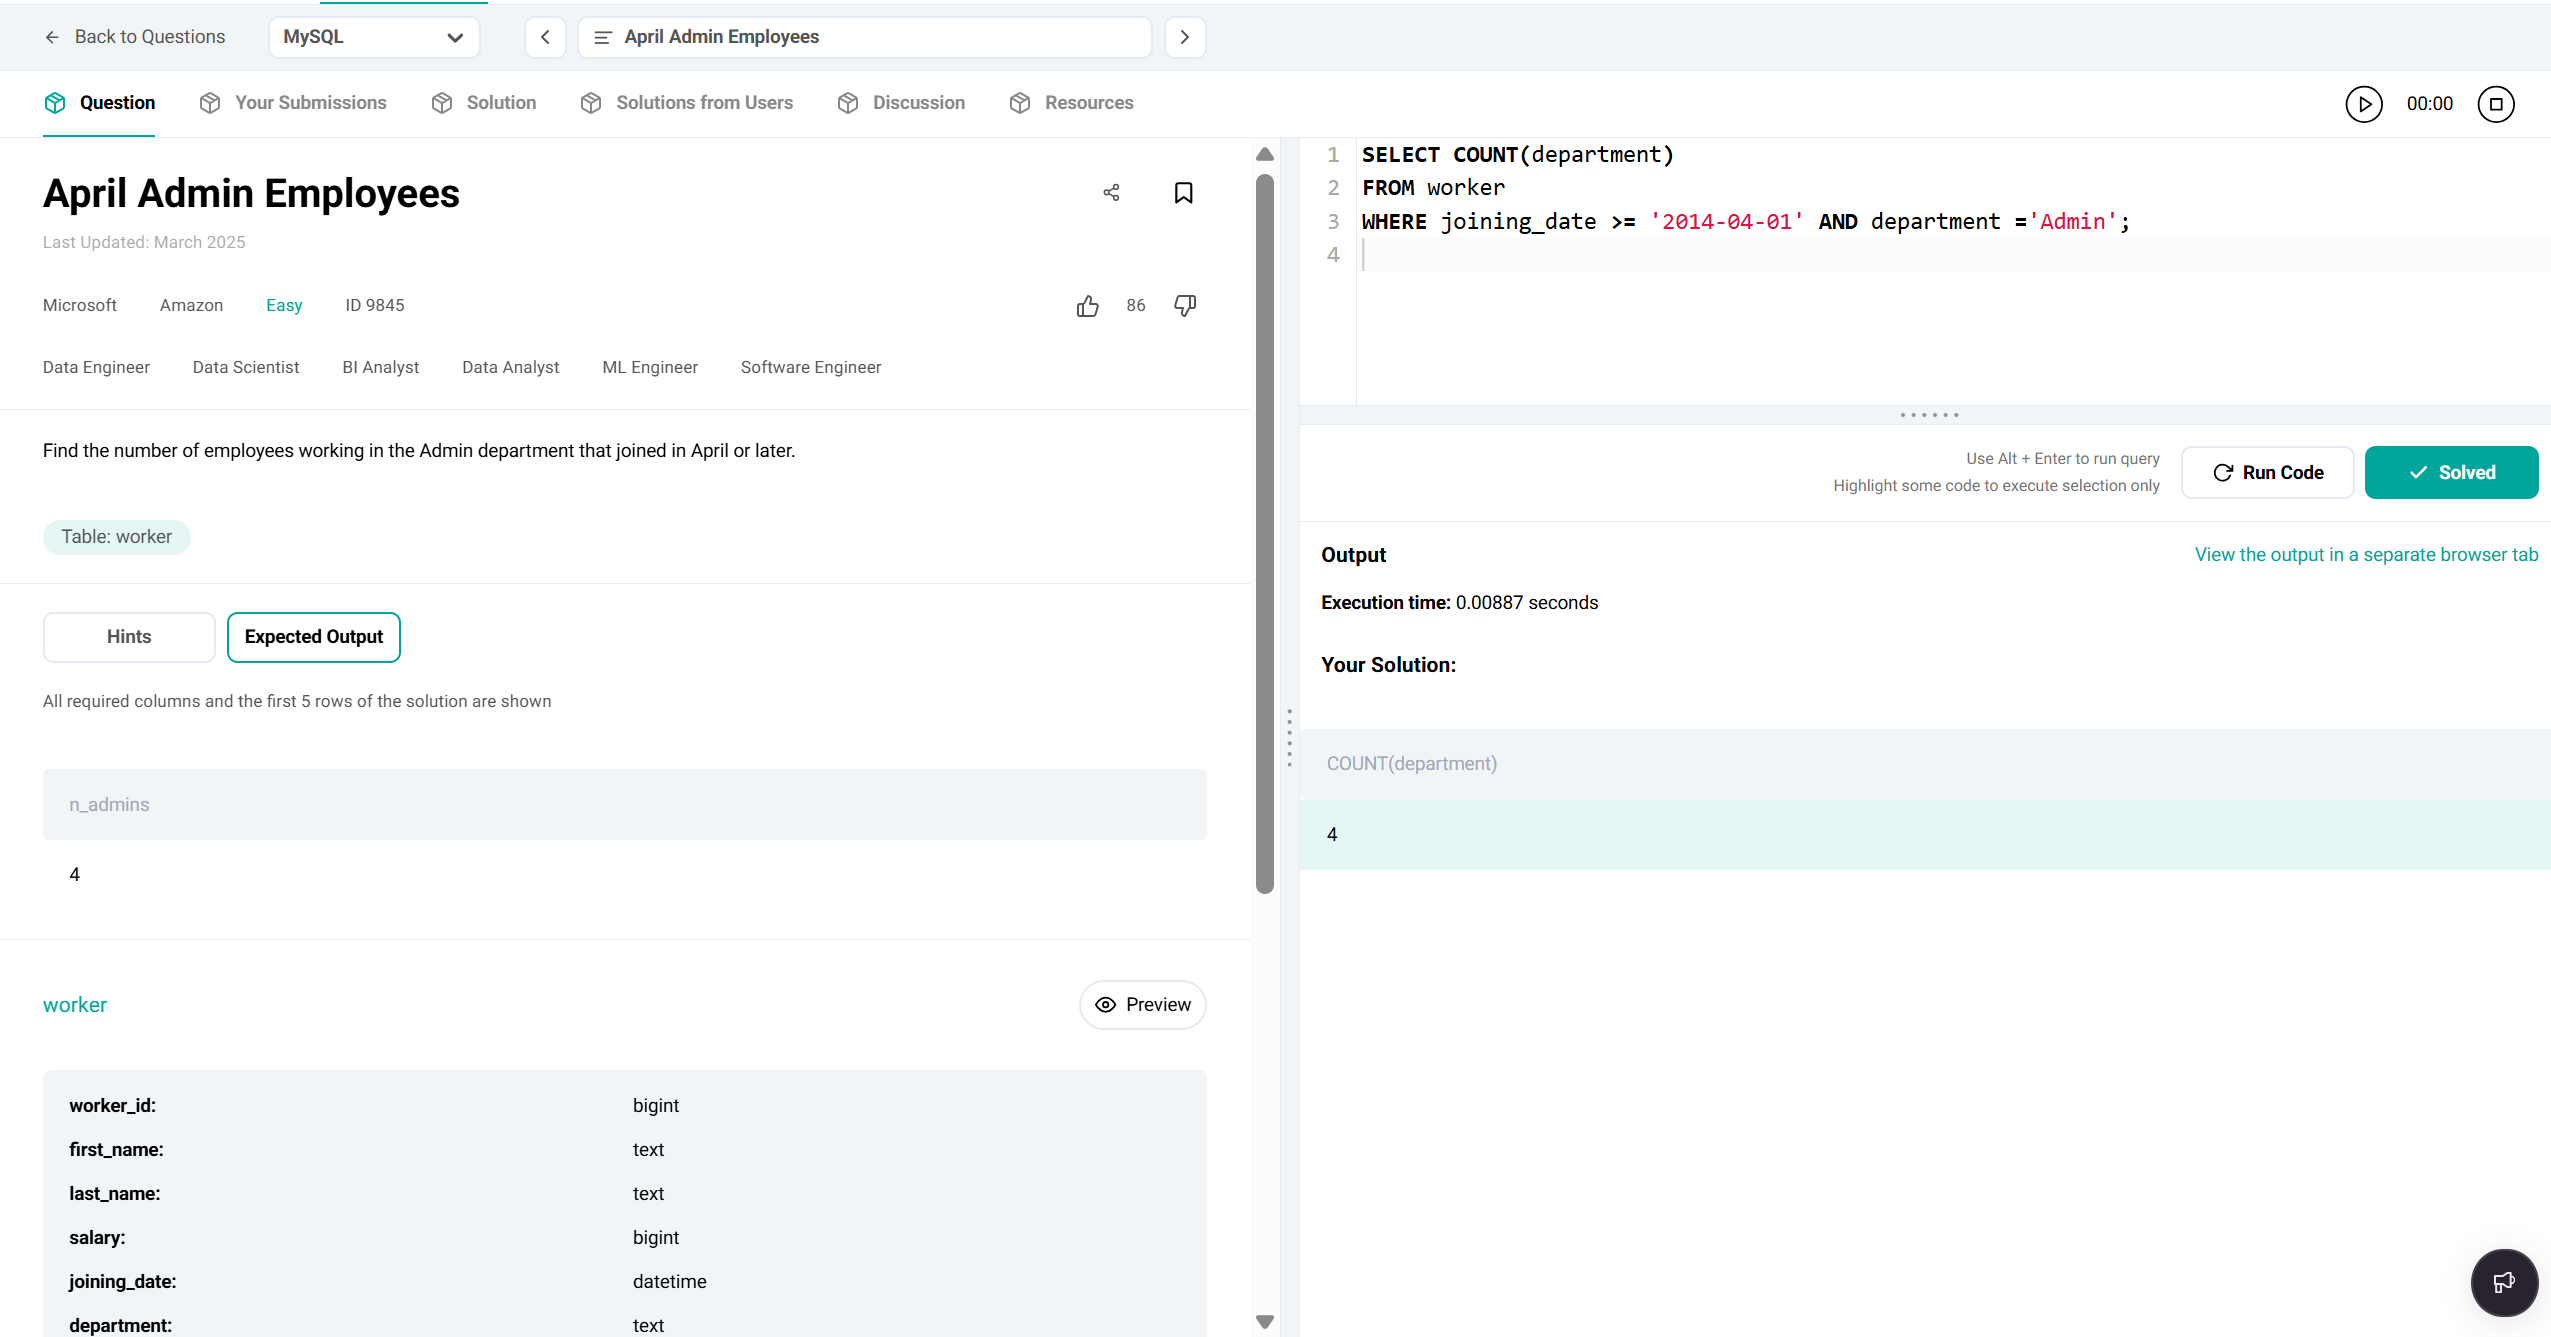 Back to Questions
MySQL
April Admin Employees
Question
Your Submissions
Solution
Solutions from Users
Discussion
Resources
00:00
April Admin Employees
Last Updated: March 2025
Microsoft Amazon Easy ID 9845
86
Data Engineer Data Scientist BI Analyst Data Analyst ML Engineer Software Engineer
Find the number of employees working in the Admin department that joined in April or later.
Table: worker
Hints
Expected Output
All required columns and the first 5 rows of the solution are shown
n_admins
4
worker
Preview
worker_id: bigint
first_name: text
last_name: text
salary: bigint
joining_date: datetime
department: text
1 SELECT COUNT(department)
2 FROM worker
3 WHERE joining_date >= '2014-04-01' AND department ='Admin';
4
Use Alt + Enter to run query
Highlight some code to execute selection only
Run Code
Solved
Output
View the output in a separate browser tab
Execution time: 0.00887 seconds
Your Solution:
COUNT(department)
4